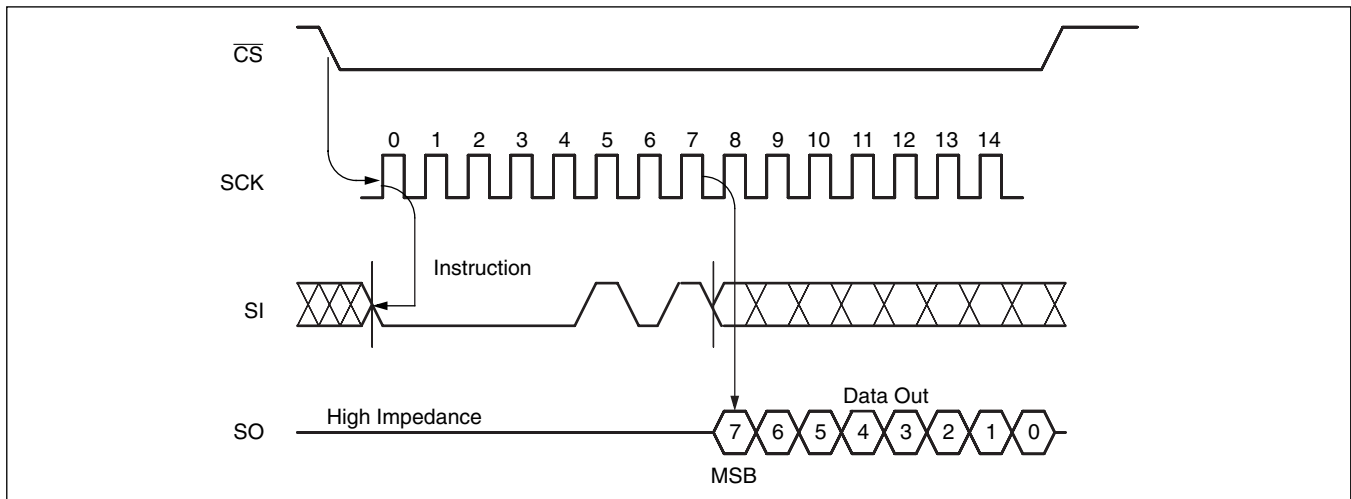 CS
0 1 2 3 4 5 6 7 8 9 10 11 12 13 14
SCK
Instruction
SI
Data Out
High Impedance
SO
7 6 5 4 3 2 1 0
MSB